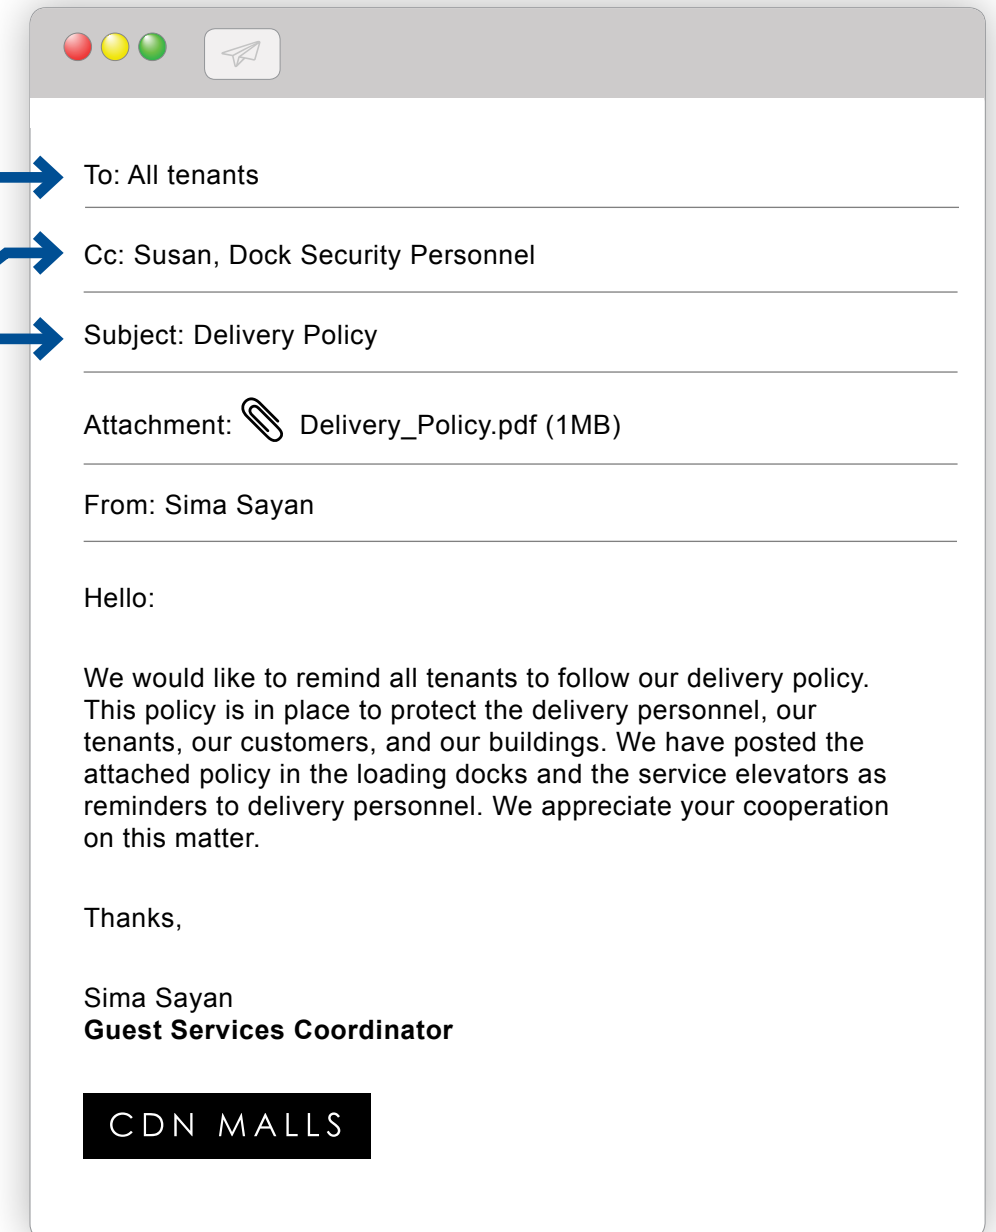 To: All tenants
Cc: Susan, Dock Security Personnel
Subject: Delivery Policy
Attachment: Delivery_Policy.pdf (1MB)
From: Sima Sayan
Hello:
We would like to remind all tenants to follow our delivery policy.
This policy is in place to protect the delivery personnel, our
tenants, our customers, and our buildings. We have posted the
attached policy in the loading docks and the service elevators as
reminders to delivery personnel. We appreciate your cooperation
on this matter.
Thanks,
Sima Sayan
Guest Services Coordinator
CDN MALLS